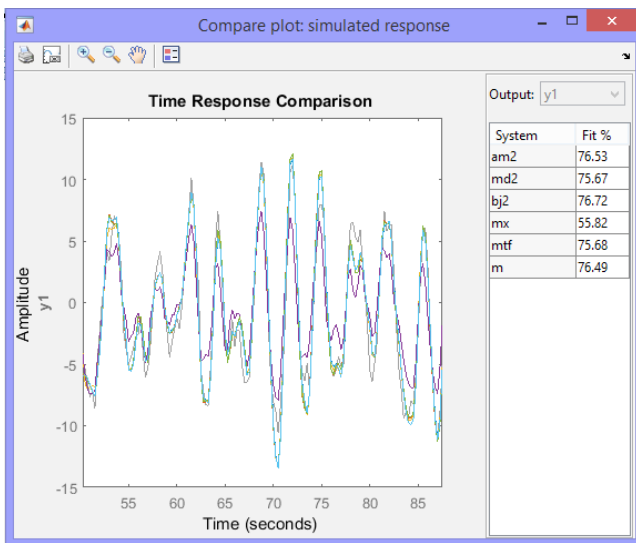 Compare plot: simulated response
Time Response Comparison
Output: y1
System Fit %
am2 76.53
md2 75.67
bj2 76.72
mx 55.82
mtf 75.68
m 76.49
Amplitude
y1
15
10
5
0
-5
-10
-15
55 60 65 70 75 80 85
Time (seconds)